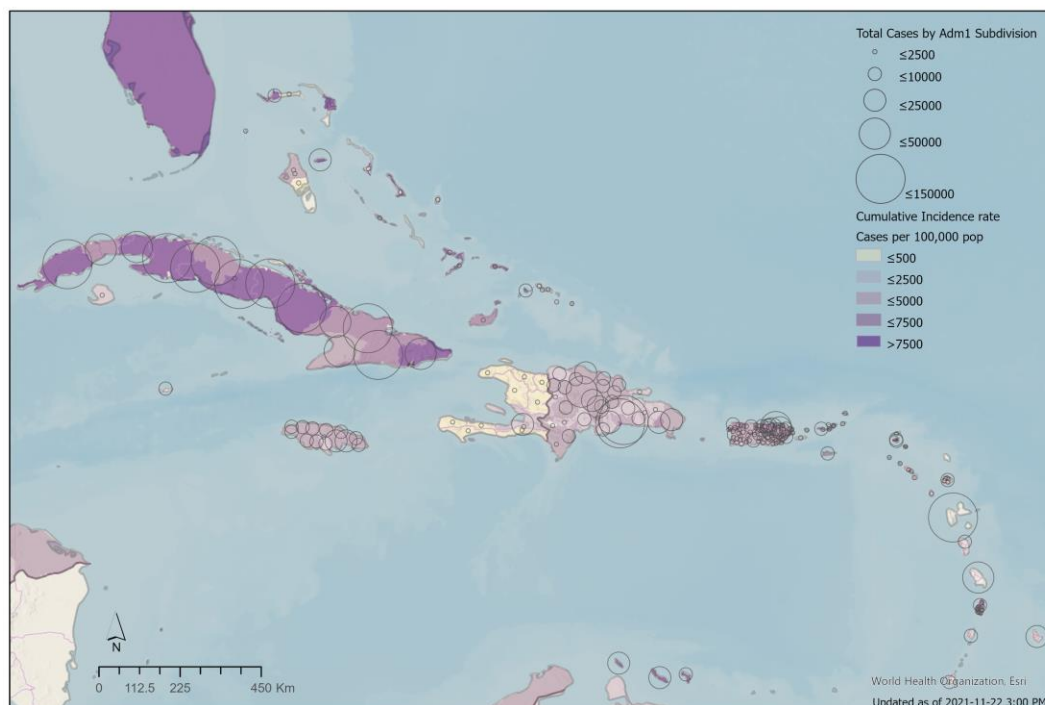 Total Cases by Adm1 Subdivision
≤2500
≤10000
≤25000
≤50000
≤150000
Cumulative Incidence rate
Cases per 100,000 pop
≤500
≤2500
≤5000
≤7500
>7500
N
0 112.5 225 450 Km
World Health Organization, Esri
Updated as of 2021-11-22 3:00 PM